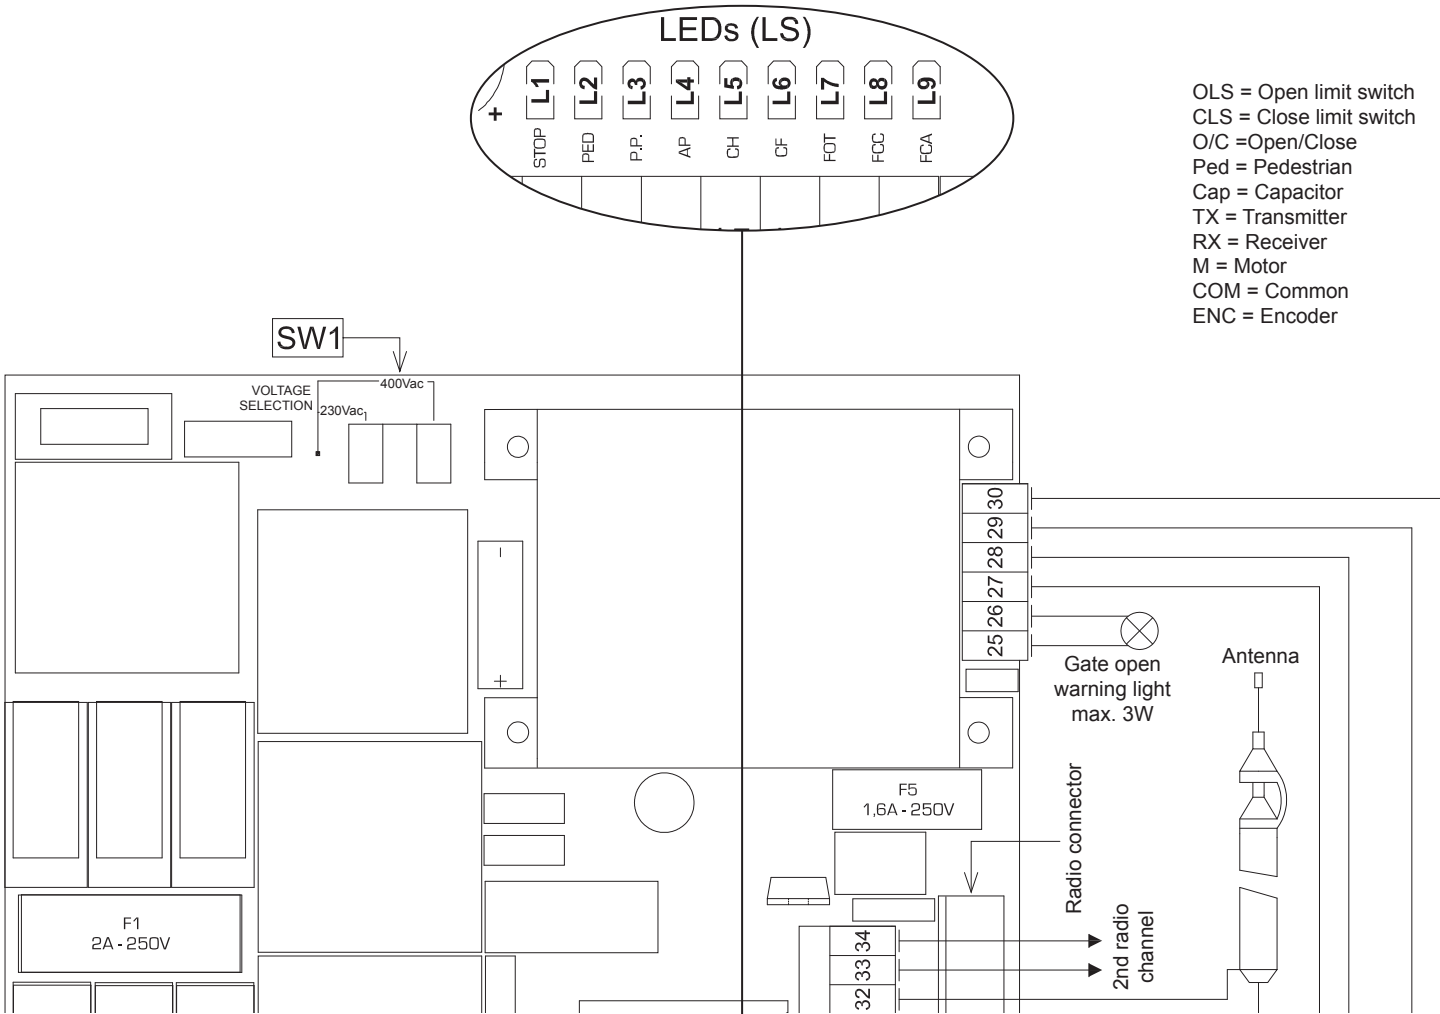 LEDs (LS)
+
L1 L2 L3 L4 L5 L6 L7 L8 L9
STOP PED P.P. AP CH CF FOT FCC FCA
OLS = Open limit switch
CLS = Close limit switch
O/C =Open/Close
Ped = Pedestrian
Cap = Capacitor
TX = Transmitter
RX = Receiver
M = Motor
COM = Common
ENC = Encoder
SW1
VOLTAGE
SELECTION
400Vac
230Vac
30
29
28
27
26
25
-
+
Gate open
warning light
max. 3W
Antenna
F5
1,6A - 250V
Radio connector
F1
2A - 250V
34
33
32
2nd radio
channel